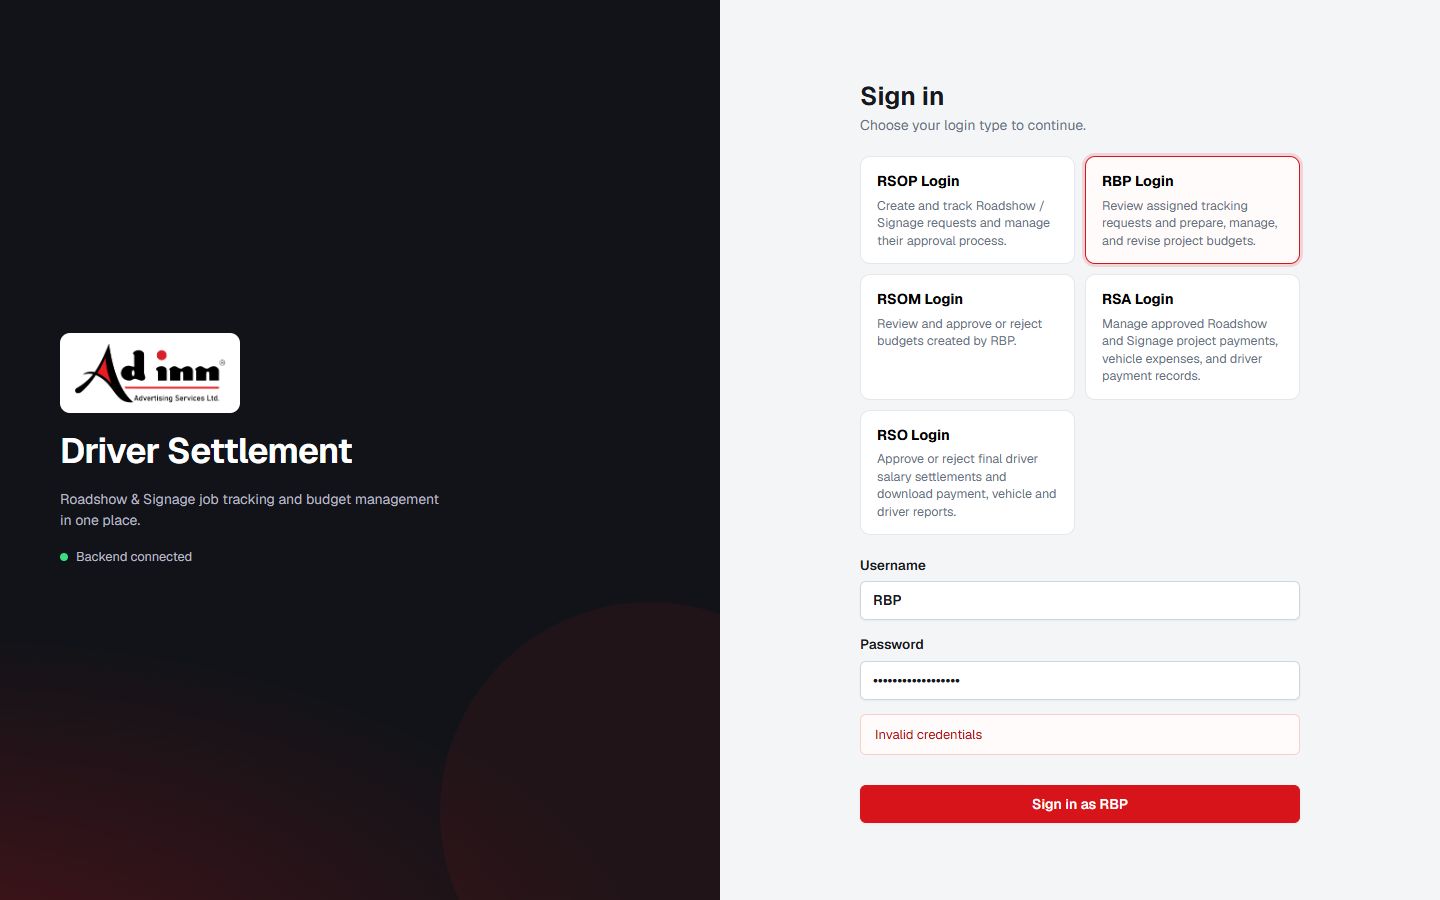 Ad inn®
Advertising Services Ltd.
Driver Settlement
Roadshow & Signage job tracking and budget management
in one place.
Backend connected
Sign in
Choose your login type to continue.
RSOP Login
Create and track Roadshow /
Signage requests and manage
their approval process.
RBP Login
Review assigned tracking
requests and prepare, manage,
and revise project budgets.
RSOM Login
Review and approve or reject
budgets created by RBP.
RSA Login
Manage approved Roadshow
and Signage project payments,
vehicle expenses, and driver
payment records.
RSO Login
Approve or reject final driver
salary settlements and
download payment, vehicle and
driver reports.
Username
RBP
Password
••••••••••••••••••
Invalid credentials
Sign in as RBP